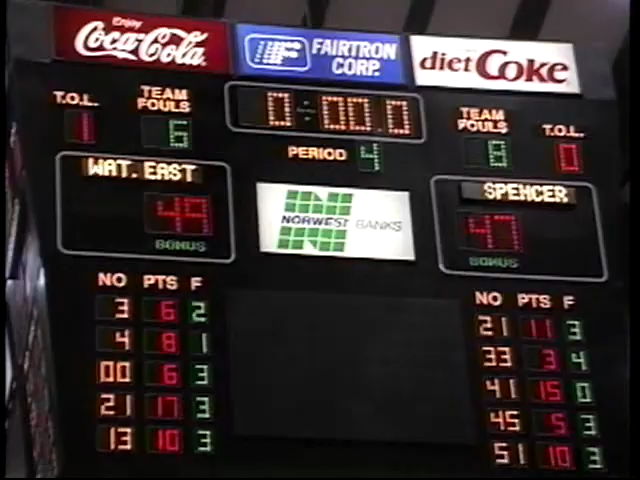 Enjoy
Coca-Cola
FAIRTRON
CORP.
diet Coke
T.O.L. TEAM FOULS 0:00.0 TEAM FOULS T.O.L.
1 6 PERIOD 4 8 0
WAT. EAST SPENCER
49 NORWEST BANKS 47
BONUS BONUS
NO PTS F NO PTS F
3 6 2 21 11 3
4 8 1 33 3 4
00 6 3 41 15 0
21 17 3 45 5 3
13 10 3 51 10 3